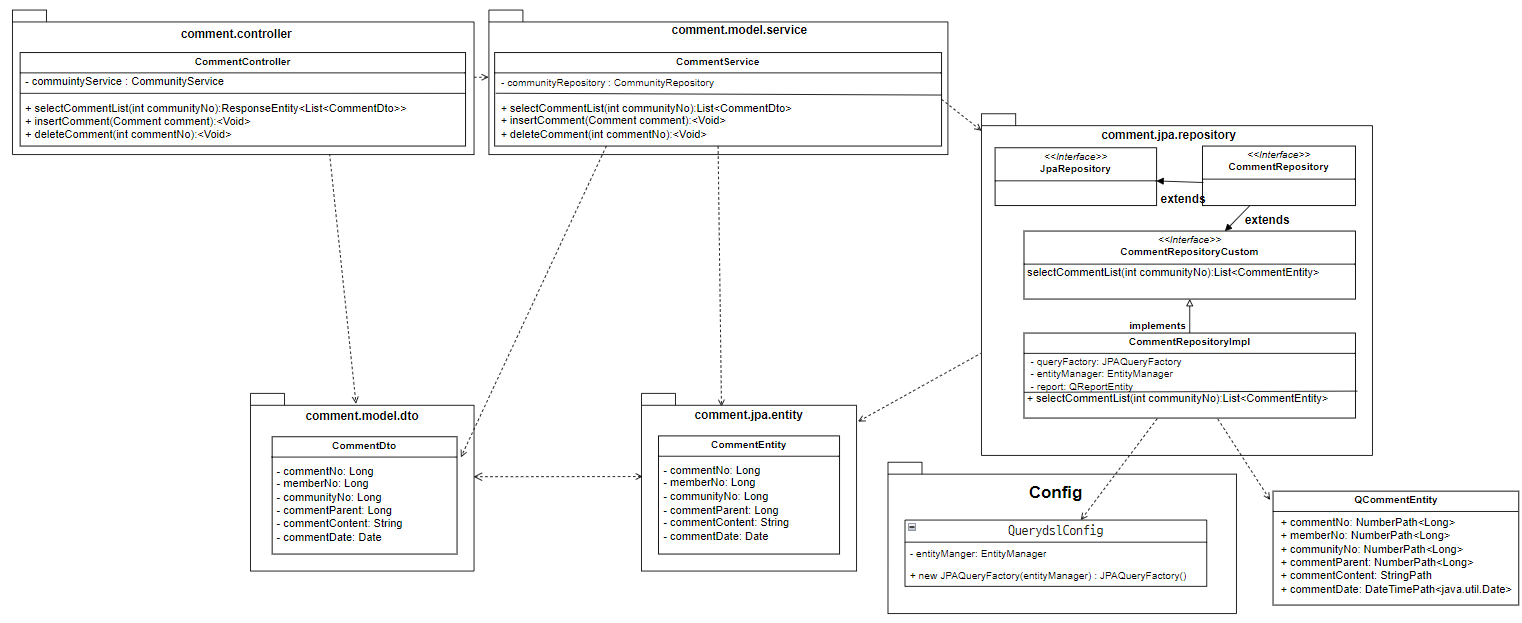 comment.controller
CommentController
- commuintyService : CommunityService
+ selectCommentList(int communityNo):ResponseEntity<List<CommentDto>>
+ insertComment(Comment comment):<Void>
+ deleteComment(int commentNo):<Void>
comment.model.service
CommentService
- communityRepository : CommunityRepository
+ selectCommentList(int communityNo):List<CommentDto>
+ insertComment(Comment comment):<Void>
+ deleteComment(int commentNo):<Void>
comment.jpa.repository
<<Interface>>
JpaRepository
<<Interface>>
CommentRepository
extends
extends
<<Interface>>
CommentRepositoryCustom
selectCommentList(int communityNo):List<CommentEntity>
implements
CommentRepositoryImpl
- queryFactory: JPAQueryFactory
- entityManager: EntityManager
- report: QReportEntity
+ selectCommentList(int communityNo):List<CommentEntity>
comment.model.dto
CommentDto
- commentNo: Long
- memberNo: Long
- communityNo: Long
- commentParent: Long
- commentContent: String
- commentDate: Date
comment.jpa.entity
CommentEntity
- commentNo: Long
- memberNo: Long
- communityNo: Long
- commentParent: Long
- commentContent: String
- commentDate: Date
Config
QuerydslConfig
- entityManger: EntityManager
+ new JPAQueryFactory(entityManager) : JPAQueryFactory()
QCommentEntity
+ commentNo: NumberPath<Long>
+ memberNo: NumberPath<Long>
+ communityNo: NumberPath<Long>
+ commentParent: NumberPath<Long>
+ commentContent: StringPath
+ commentDate: DateTimePath<java.util.Date>